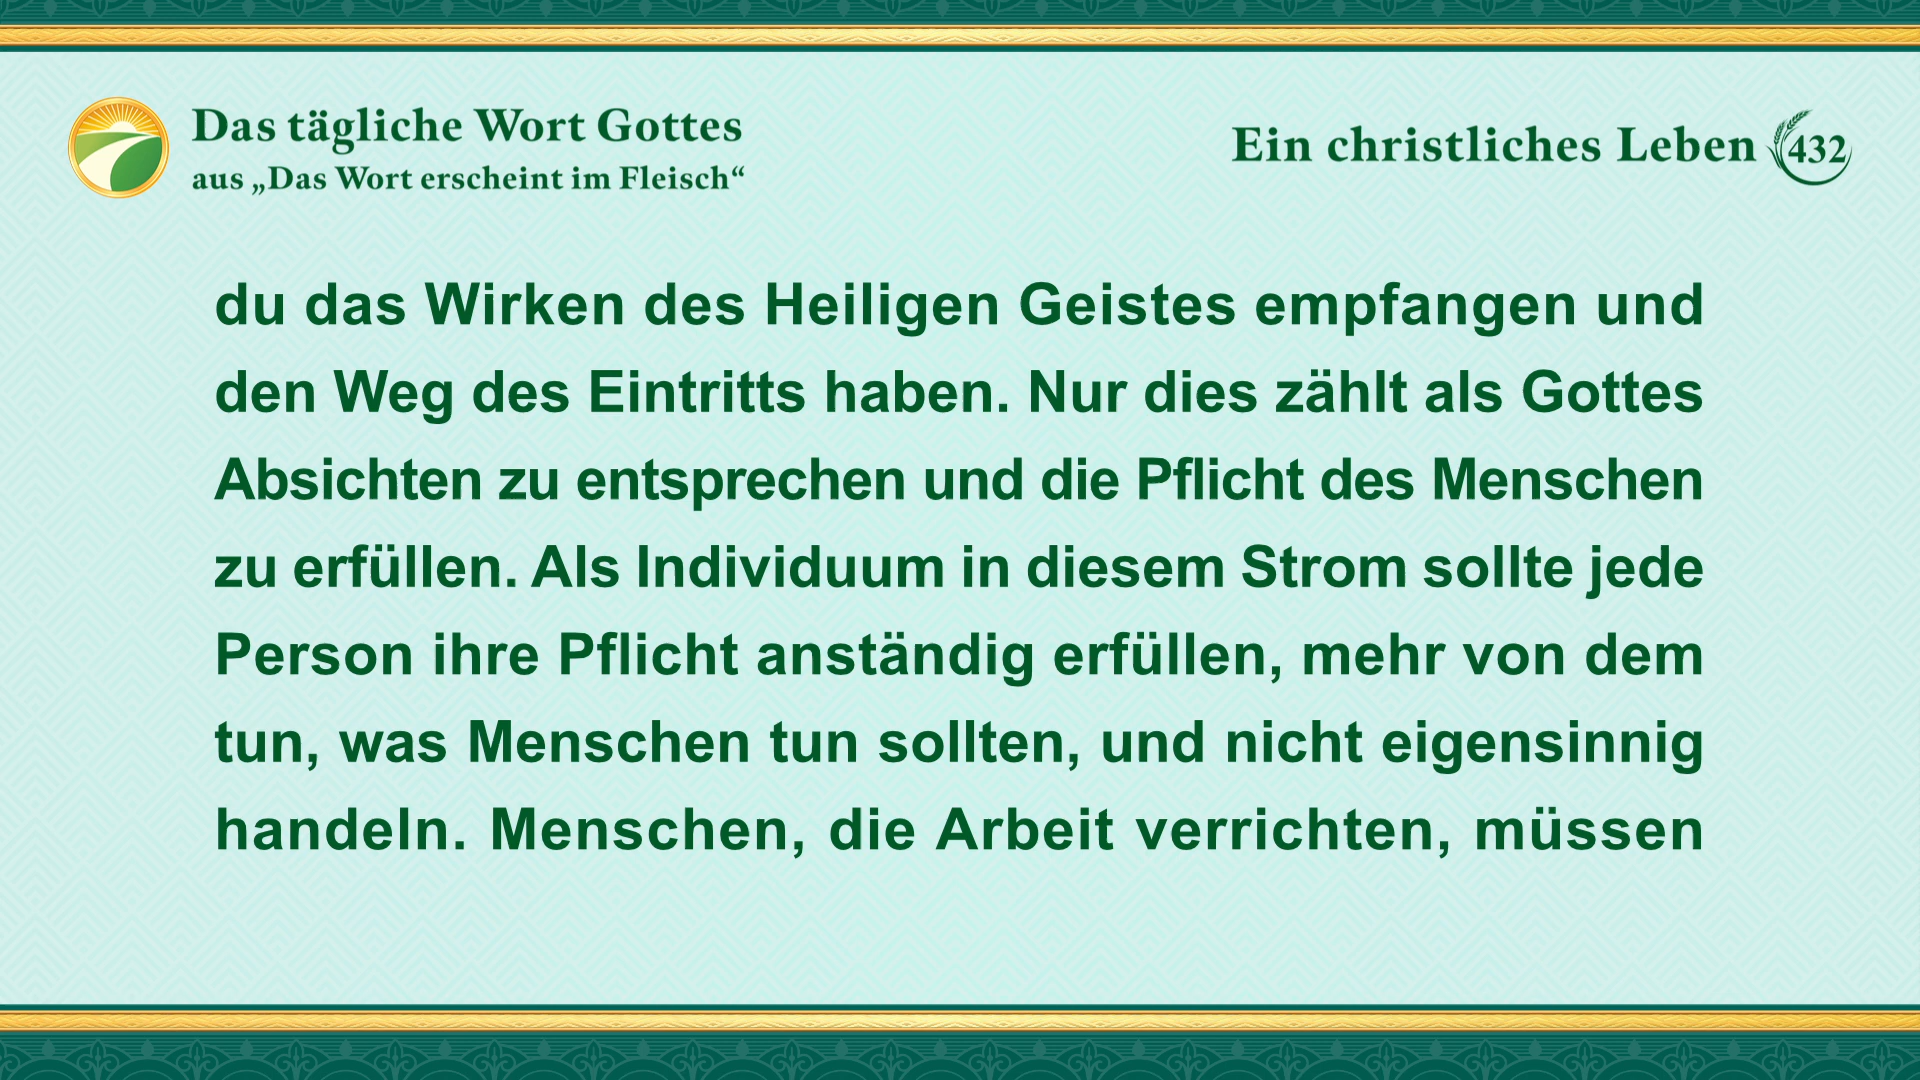 Das tägliche Wort Gottes
aus „Das Wort erscheint im Fleisch“
Ein christliches Leben 432
du das Wirken des Heiligen Geistes empfangen und
den Weg des Eintritts haben. Nur dies zählt als Gottes
Absichten zu entsprechen und die Pflicht des Menschen
zu erfüllen. Als Individuum in diesem Strom sollte jede
Person ihre Pflicht anständig erfüllen, mehr von dem
tun, was Menschen tun sollten, und nicht eigensinnig
handeln. Menschen, die Arbeit verrichten, müssen